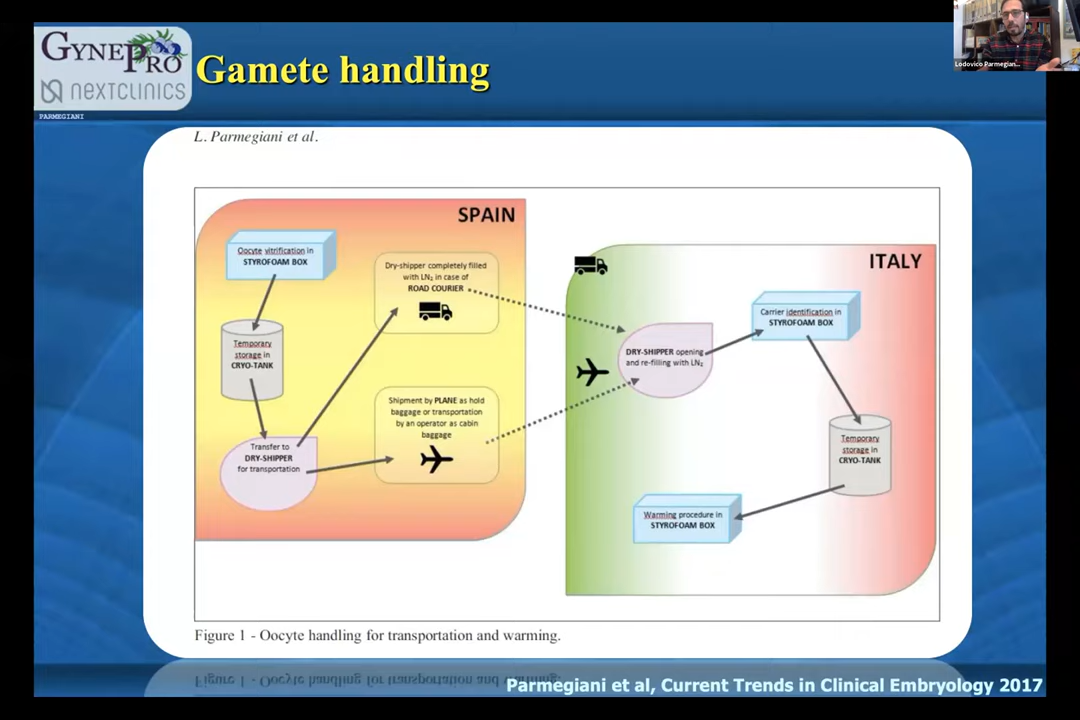 GYNEPRO
NEXTCLINICS
PARMEGIANI
Gamete handling
Lodovico Parmegian...
L. Parmegiani et al.
SPAIN
Oocyte vitrification in
STYROFOAM BOX
Temporary
storage in
CRYO-TANK
Transfer to
DRY-SHIPPER
for transportation
Dry-shipper completely filled
with LN₂ in case of
ROAD COURIER
Shipment by PLANE as hold
baggage or transportation
by an operator as cabin
baggage
ITALY
DRY-SHIPPER opening
and re-filling with LN₂
Carrier identification in
STYROFOAM BOX
Temporary
storage in
CRYO-TANK
Warming procedure in
STYROFOAM BOX
Figure 1 - Oocyte handling for transportation and warming.
Parmegiani et al, Current Trends in Clinical Embryology 2017